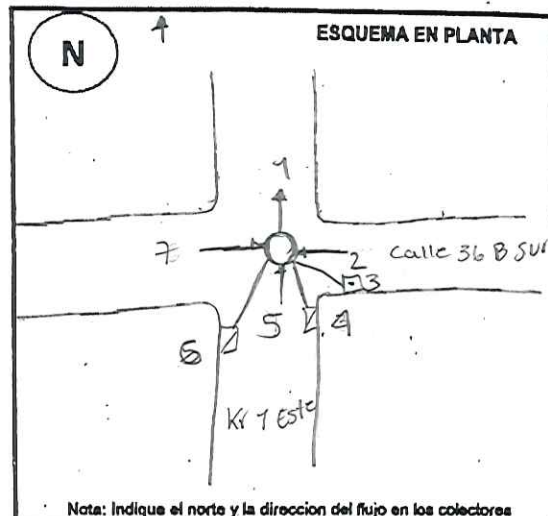 N
ESQUEMA EN PLANTA
1
7
2
Calle 36 B SUR
3
6
5
4
Kr 1 Este
Nota: Indique el norte y la direccion del flujo en los colectores